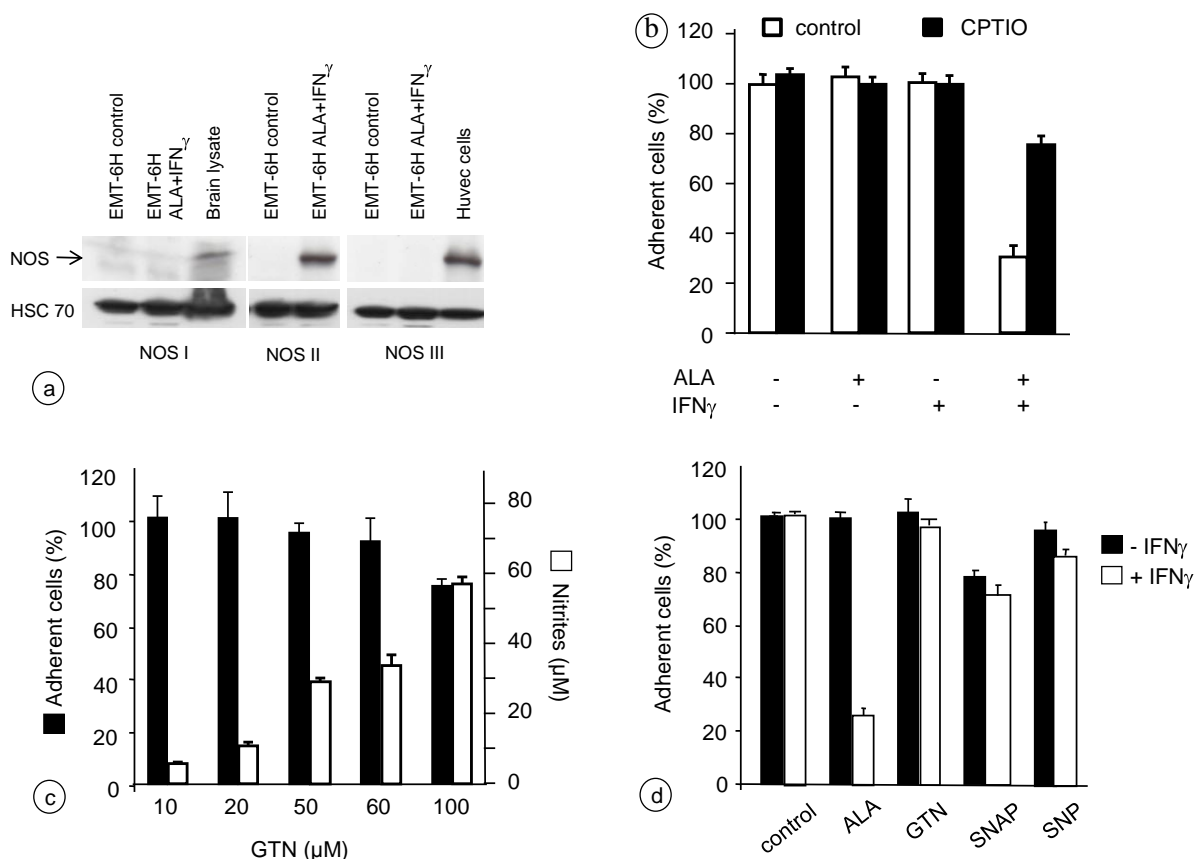 EMT-6H control
EMT-6H
ALA+IFNγ
Brain lysate
EMT-6H control
EMT-6H ALA+IFNγ
EMT-6H control
EMT-6H ALA+IFNγ
Huvec cells
NOS
HSC 70
NOS I
NOS II
NOS III
a
b
control
CPTIO
Adherent cells (%)
120
100
80
60
40
20
0
ALA - + - +
IFNγ - - + +
c
Adherent cells (%)
120
100
80
60
40
20
0
80
60
40
20
0
Nitrites (µM)
10 20 50 60 100
GTN (µM)
d
Adherent cells (%)
120
100
80
60
40
20
0
- IFNγ
+ IFNγ
control
ALA
GTN
SNAP
SNP